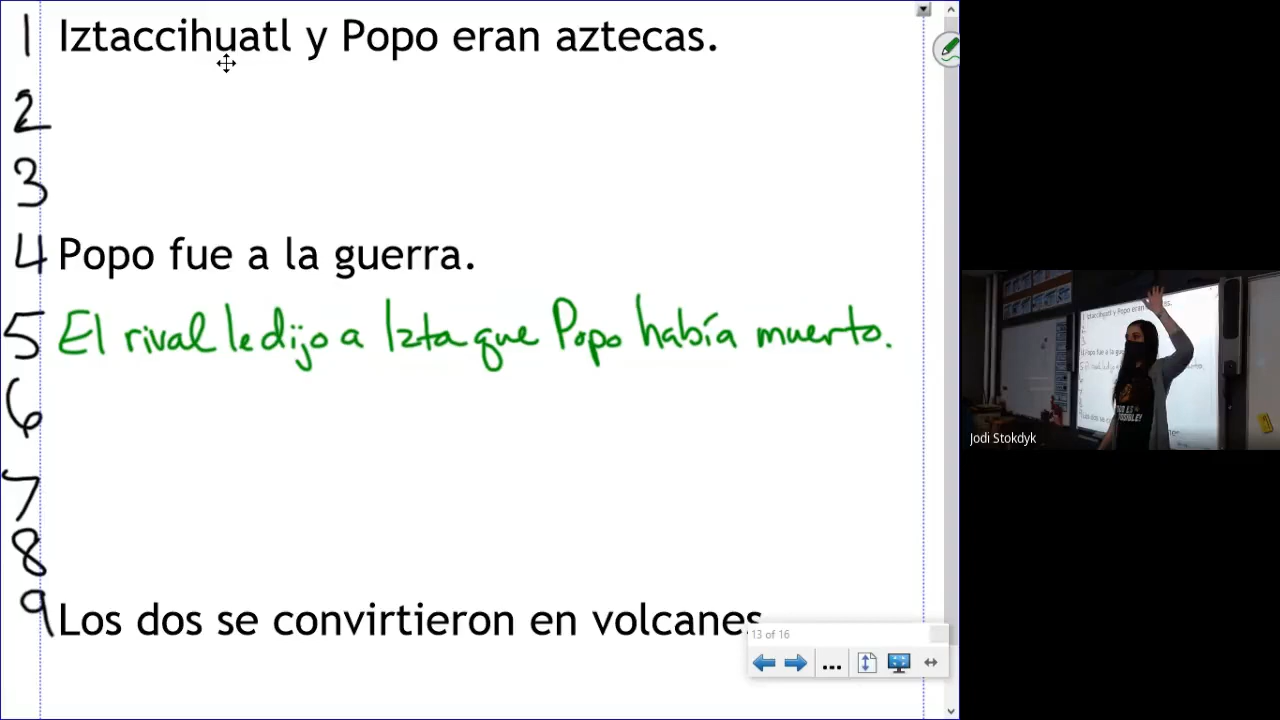 1 Iztaccihuatl y Popo eran aztecas.
2
3
4 Popo fue a la guerra.
5 El rival le dijo a Izta que Popo había muerto.
6
7
8
9 Los dos se convirtieron en volcanes
13 of 16
Jodi Stokdyk